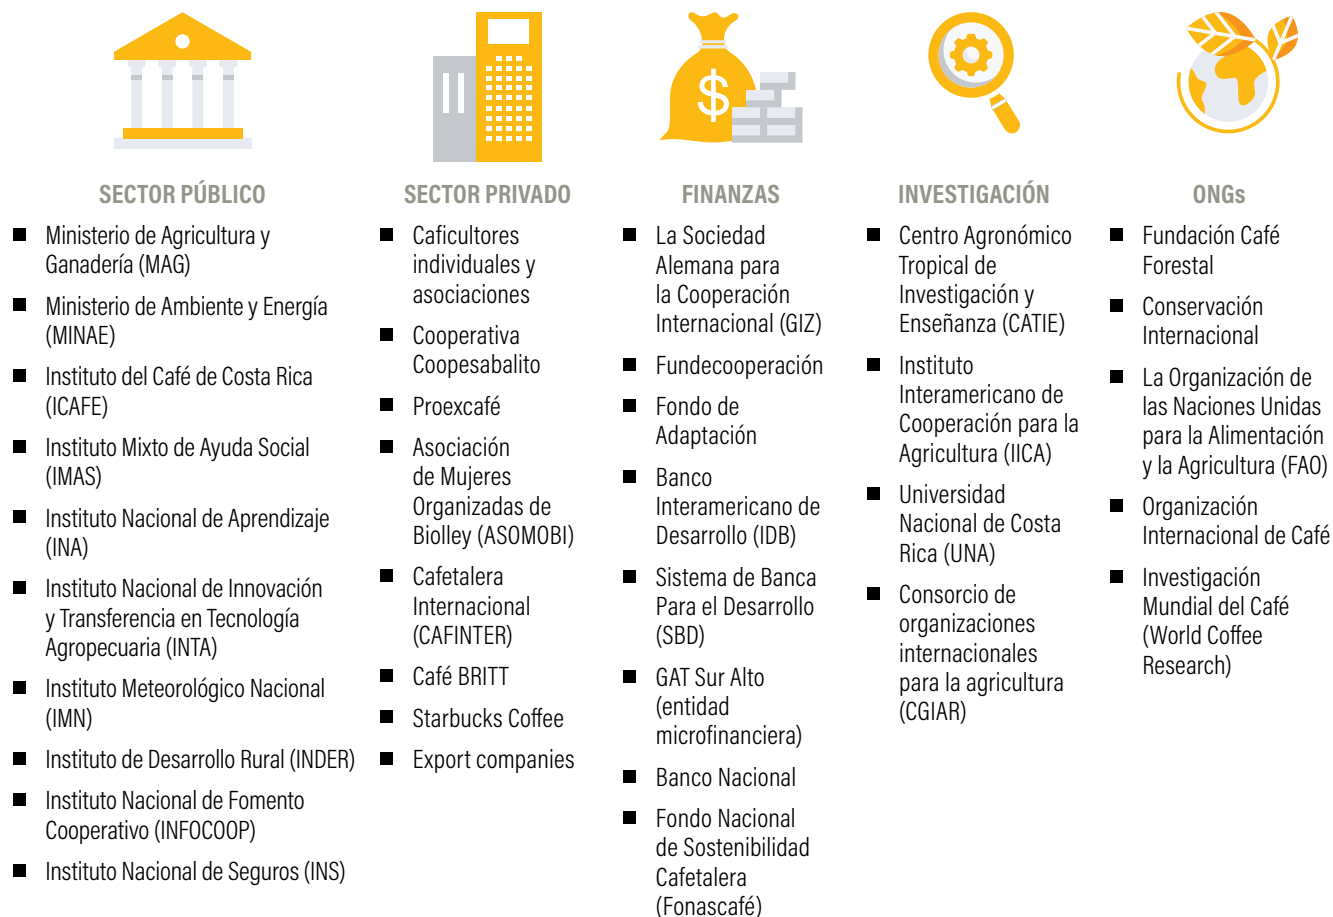 SECTOR PÚBLICO
Ministerio de Agricultura y
Ganadería (MAG)
Ministerio de Ambiente y Energía
(MINAE)
Instituto del Café de Costa Rica
(ICAFE)
Instituto Mixto de Ayuda Social
(IMAS)
Instituto Nacional de Aprendizaje
(INA)
Instituto Nacional de Innovación
y Transferencia en Tecnología
Agropecuaria (INTA)
Instituto Meteorológico Nacional
(IMN)
Instituto de Desarrollo Rural (INDER)
Instituto Nacional de Fomento
Cooperativo (INFOCOOP)
Instituto Nacional de Seguros (INS)
SECTOR PRIVADO
Caficultores
individuales y
asociaciones
Cooperativa
Coopesabalito
Proexcafé
Asociación
de Mujeres
Organizadas de
Biolley (ASOMOBI)
Cafetalera
Internacional
(CAFINTER)
Café BRITT
Starbucks Coffee
Export companies
$
FINANZAS
La Sociedad
Alemana para
la Cooperación
Internacional (GIZ)
Fundecooperación
Fondo de
Adaptación
Banco
Interamericano de
Desarrollo (IDB)
Sistema de Banca
Para el Desarrollo
(SBD)
GAT Sur Alto
(entidad
microfinanciera)
Banco Nacional
Fondo Nacional
de Sostenibilidad
Cafetalera
(Fonascafé)
INVESTIGACIÓN
Centro Agronómico
Tropical de
Investigación y
Enseñanza (CATIE)
Instituto
Interamericano de
Cooperación para la
Agricultura (IICA)
Universidad
Nacional de Costa
Rica (UNA)
Consorcio de
organizaciones
internacionales
para la agricultura
(CGIAR)
ONGs
Fundación Café
Forestal
Conservación
Internacional
La Organización de
las Naciones Unidas
para la Alimentación
y la Agricultura (FAO)
Organización
Internacional de Café
Investigación
Mundial del Café
(World Coffee
Research)